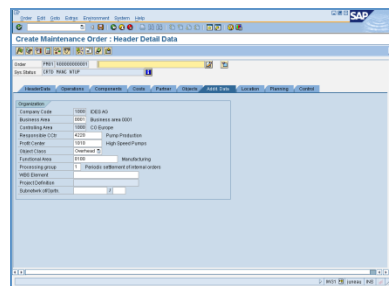 Order Edit Goto Extras Environment System Help
SAP
Create Maintenance Order : Header Detail Data
Order PM01
Sys.Status CRTD MANC NTUP
HeaderData Operations Components Costs Partner Objects Addit. Data Location Planning Control
Organization
Company Code 1000 IDES AG
Business Area 0001 Business area 0001
Controlling Area 1000 CO Europe
Responsible CCtr 4220 Pump Production
Profit Center 1010 High Speed Pumps
Object Class Overhead
Functional Area 0100 Manufacturing
Processing group 1 Periodic settlement of internal orders
WBS Element
Project Definition
Subnetwork of/oprtn. /
IW31 INS